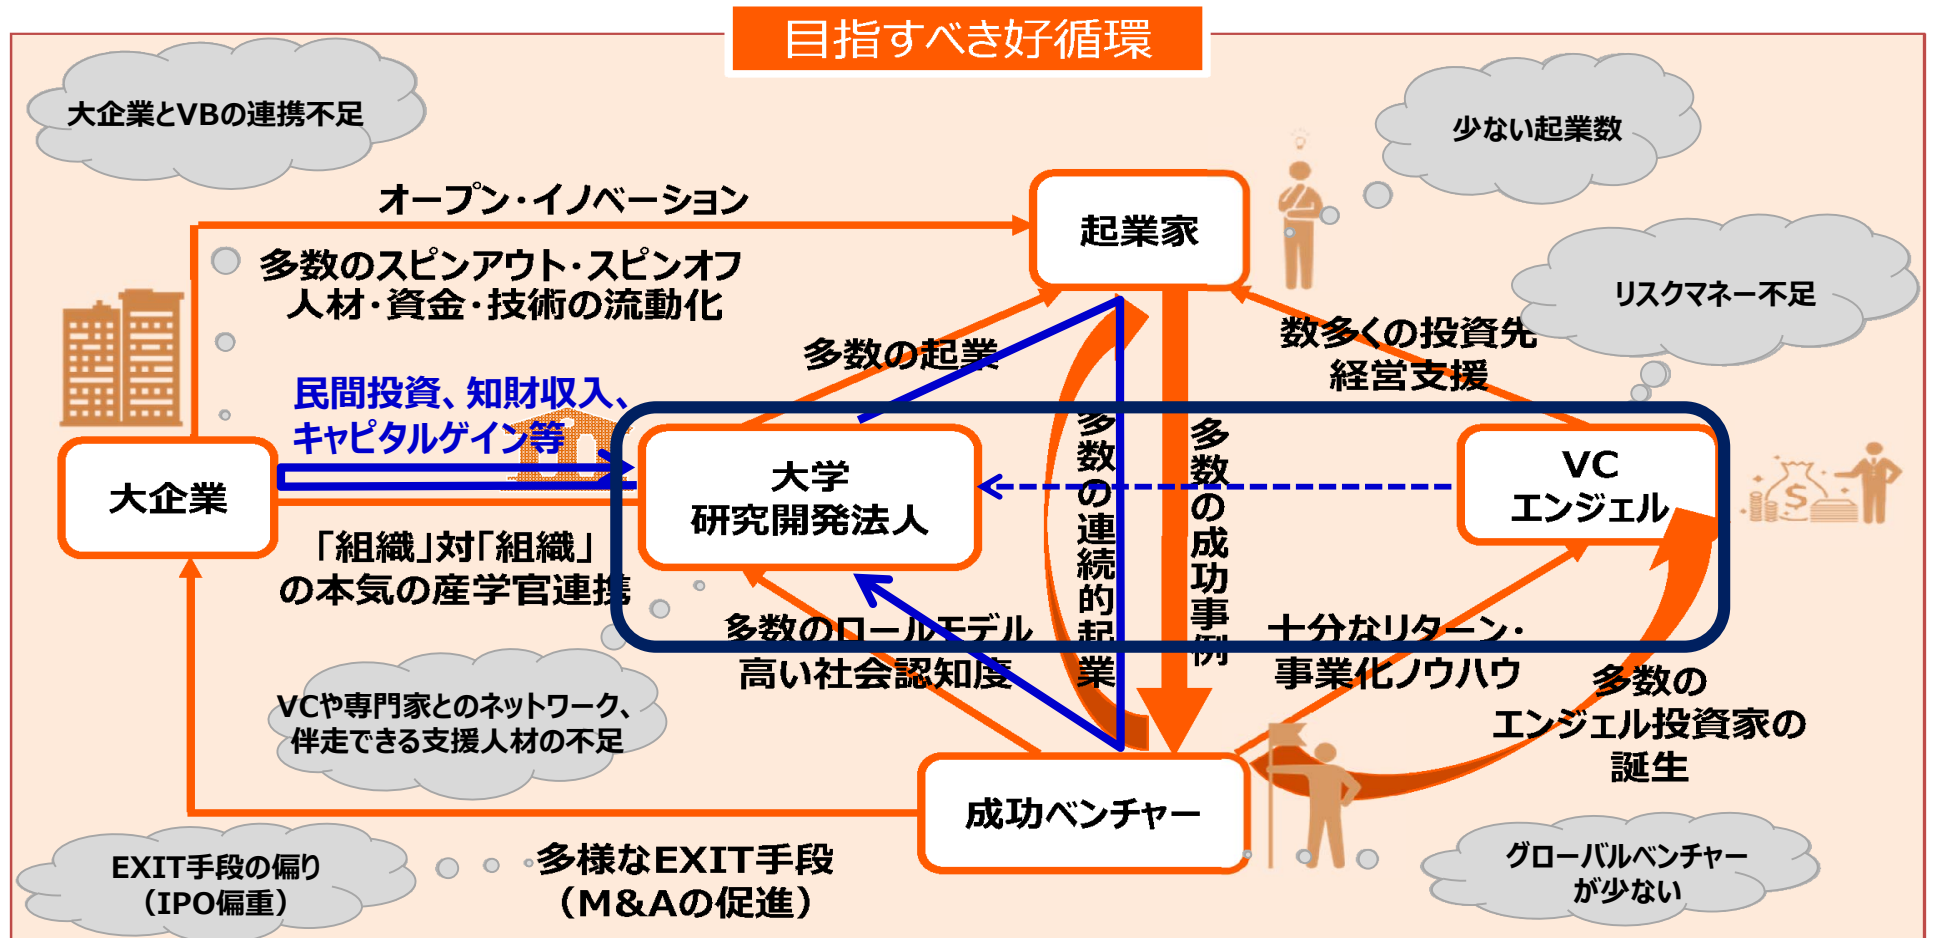 目指すべき好循環
大企業とVBの連携不足
少ない起業数
オープン・イノベーション
起業家
多数のスピンアウト・スピンオフ
人材・資金・技術の流動化
リスクマネー不足
数多くの投資先
経営支援
多数の起業
民間投資、知財収入、
キャピタルゲイン等
大企業
大学
研究開発法人
多数の連続的起業
多数の成功事例
VC
エンジェル
「組織」対「組織」
の本気の産学官連携
多数のロールモデル
高い社会認知度
十分なリターン・
事業化ノウハウ
多数の
エンジェル投資家の
誕生
VCや専門家とのネットワーク、
伴走できる支援人材の不足
成功ベンチャー
EXIT手段の偏り
（IPO偏重）
多様なEXIT手段
（M&Aの促進）
グローバルベンチャー
が少ない
$